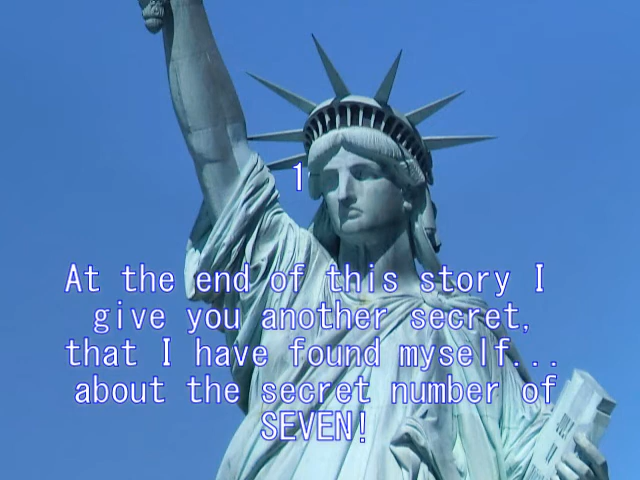 1
At the end of this story I
give you another secret,
that I have found myself...
about the secret number of
SEVEN!